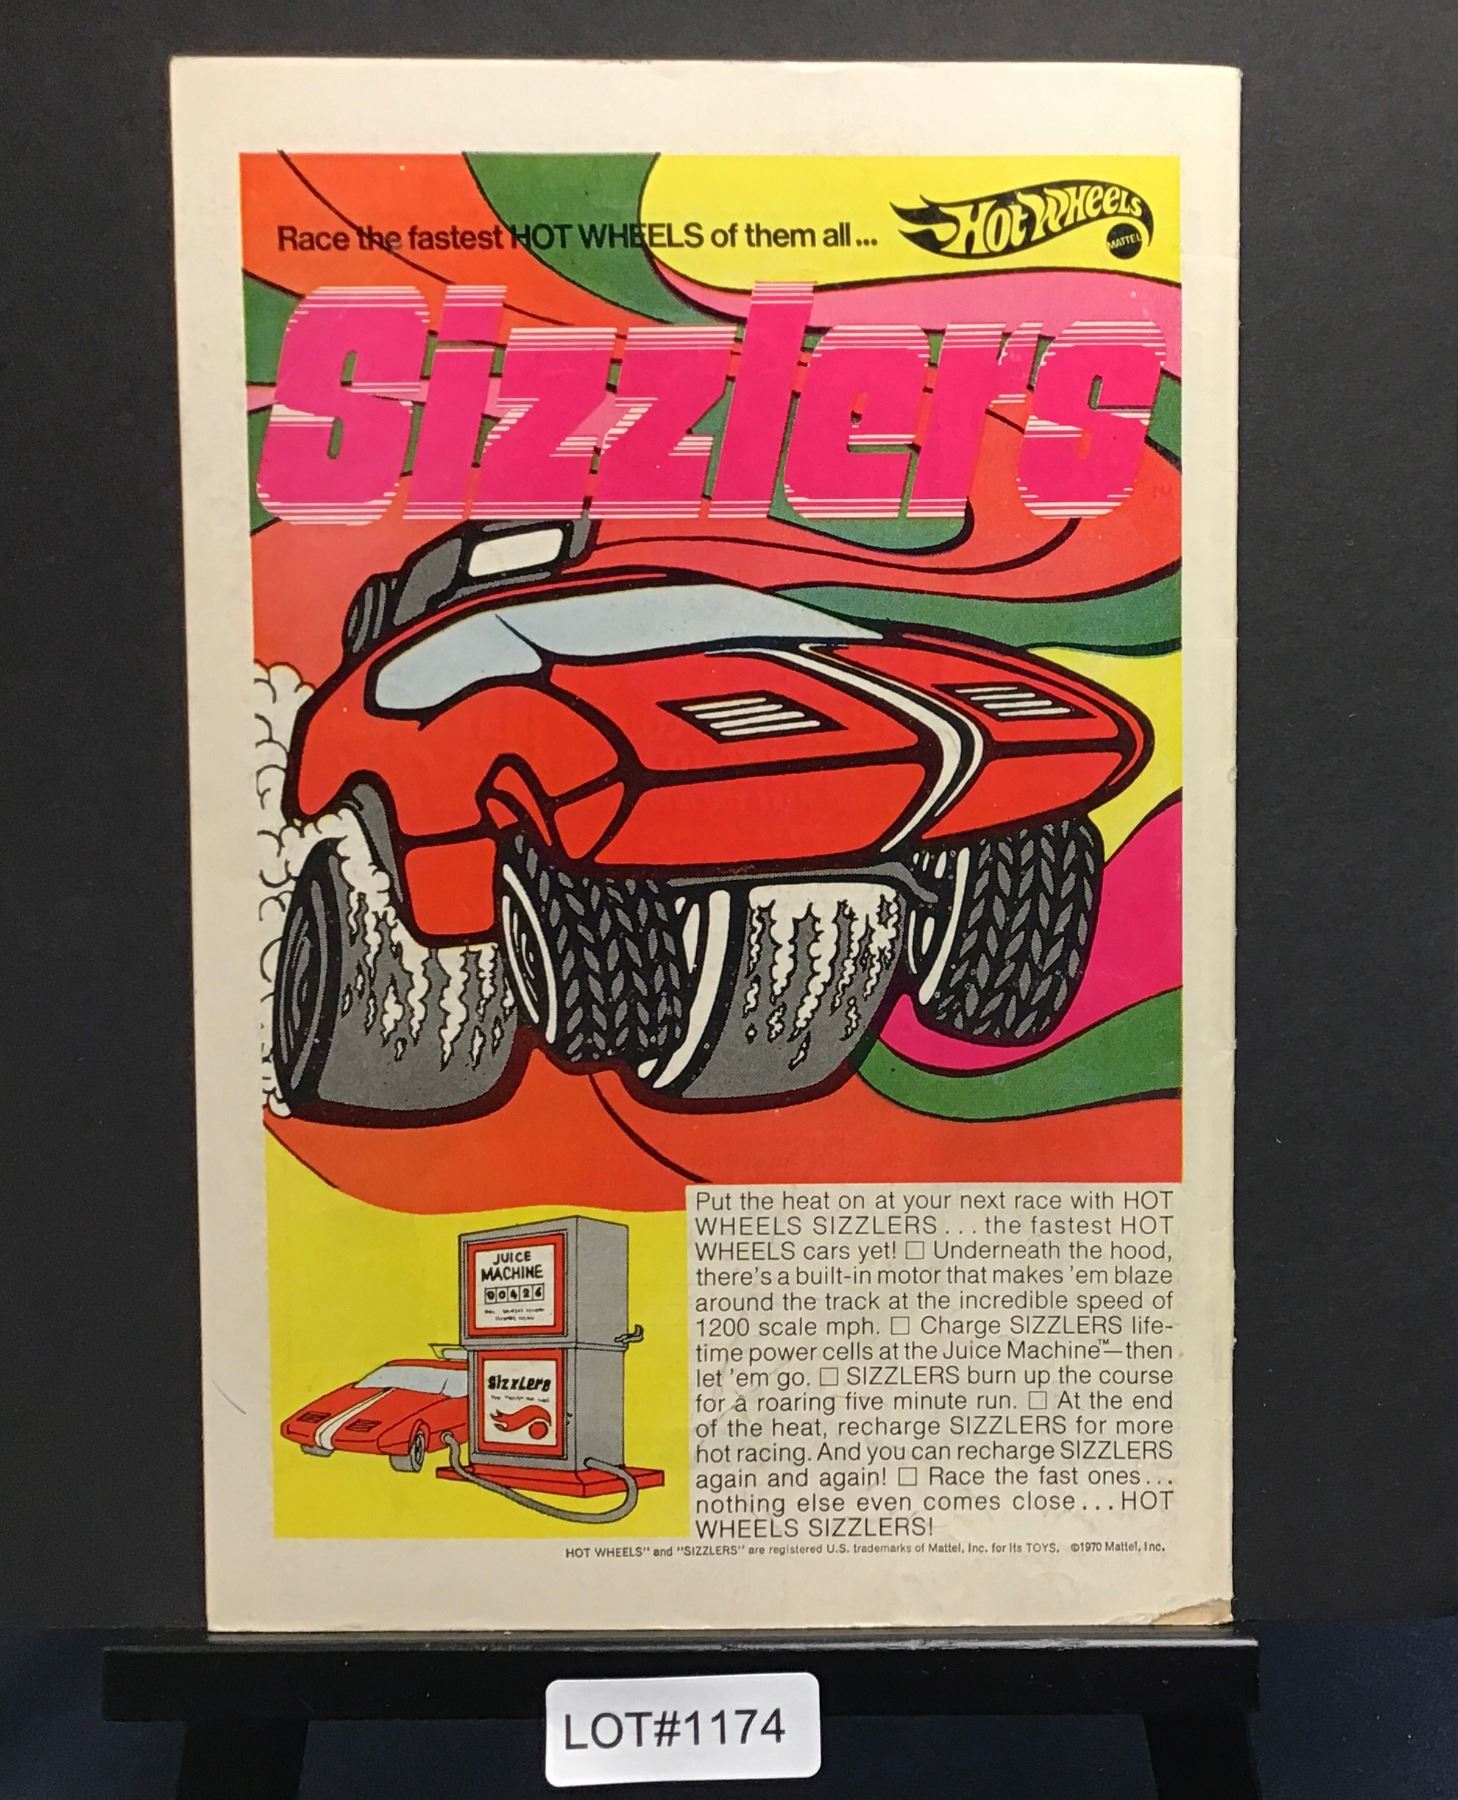 Race the fastest HOT WHEELS of them all...
Hot Wheels
MATTEL
Sizzlers
TM
JUICE
MACHINE
00426
Sizzlers
Put the heat on at your next race with HOT
WHEELS SIZZLERS...the fastest HOT
WHEELS cars yet! □ Underneath the hood,
there's a built-in motor that makes 'em blaze
around the track at the incredible speed of
1200 scale mph. □ Charge SIZZLERS life-
time power cells at the Juice Machine™—then
let 'em go. □ SIZZLERS burn up the course
for a roaring five minute run. □ At the end
of the heat, recharge SIZZLERS for more
hot racing. And you can recharge SIZZLERS
again and again! □ Race the fast ones...
nothing else even comes close...HOT
WHEELS SIZZLERS!
HOT WHEELS" and "SIZZLERS" are registered U.S. trademarks of Mattel, Inc. for Its TOYS. ©1970 Mattel, Inc.
LOT#1174